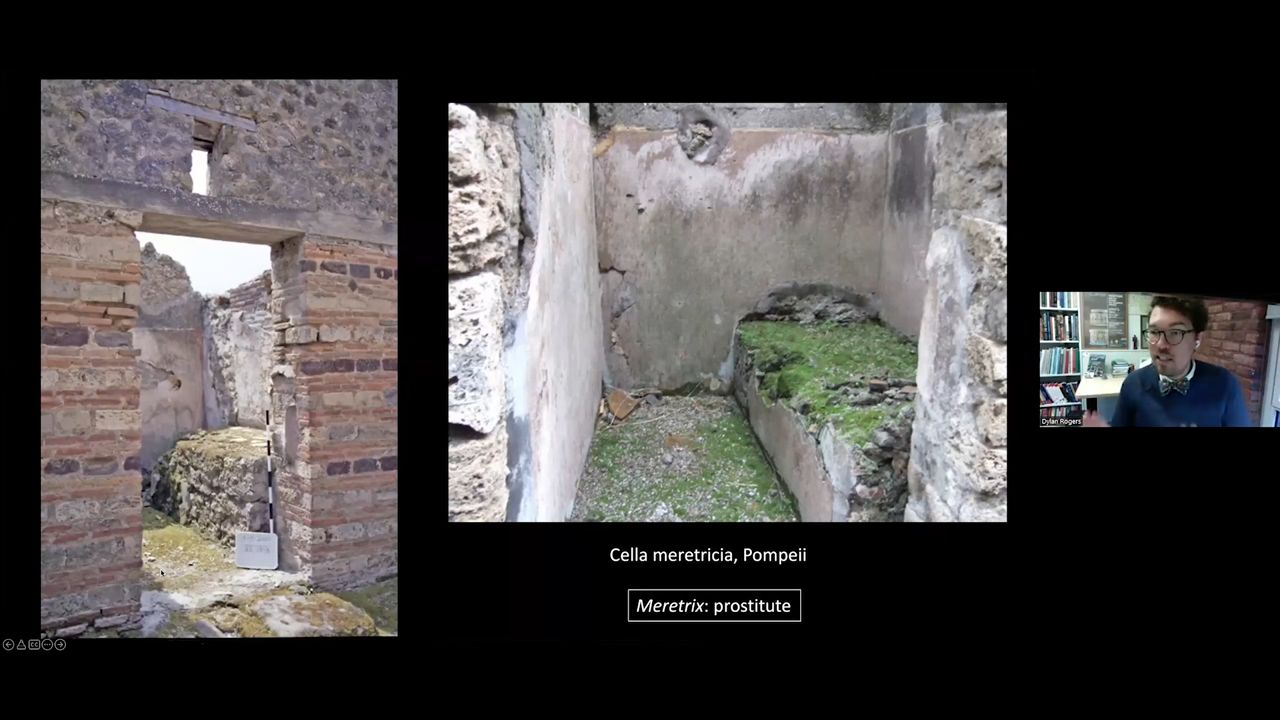 Cella meretricia, Pompeii
Meretrix: prostitute
Dylan Rogers